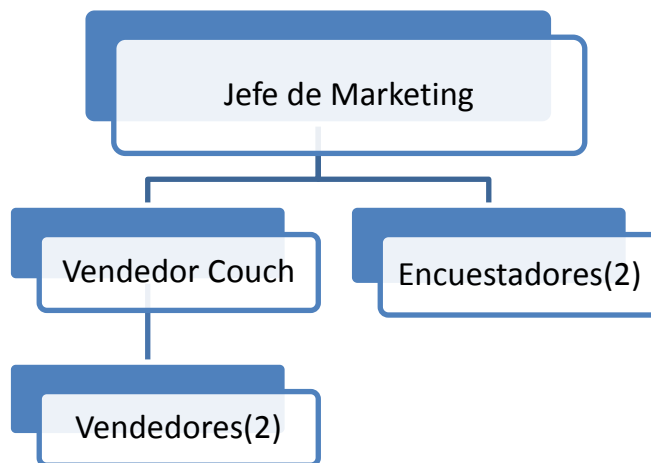 Jefe de Marketing
Vendedor Couch
Encuestadores(2)
Vendedores(2)